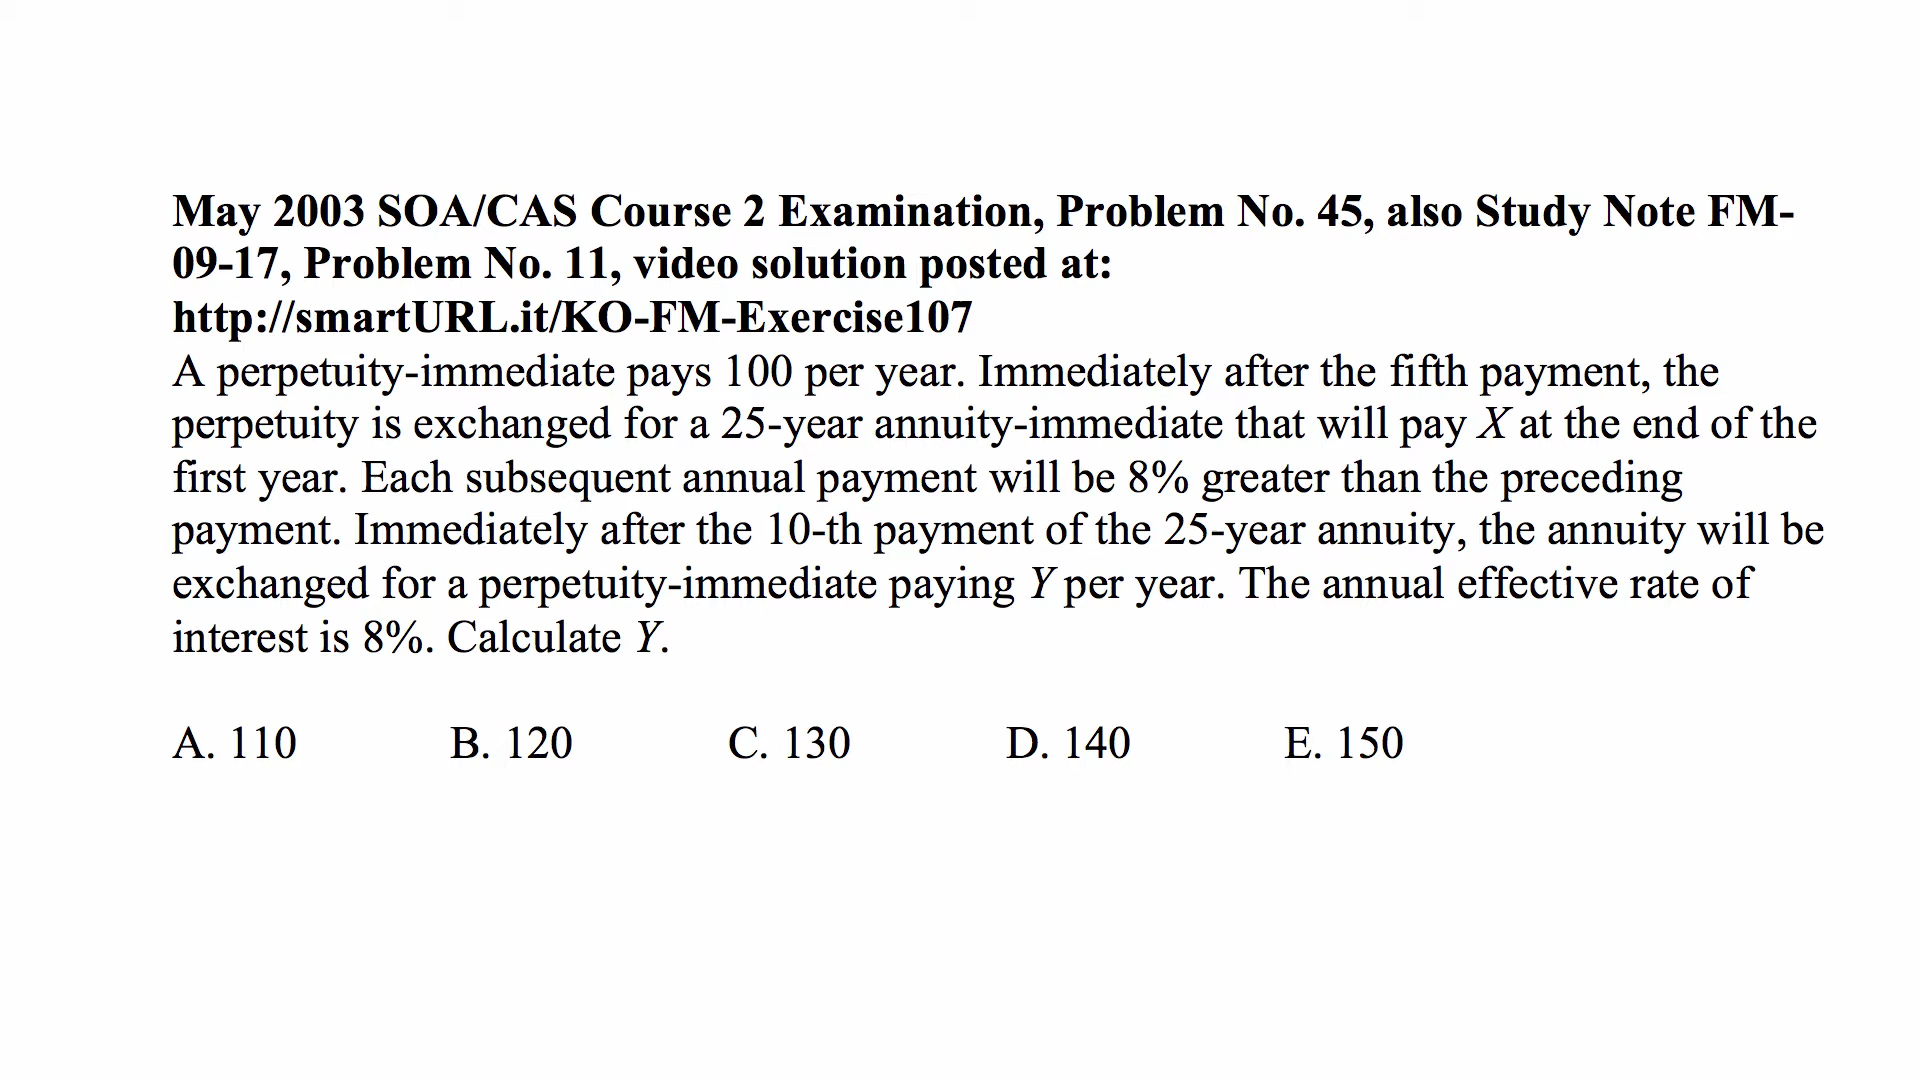 May 2003 SOA/CAS Course 2 Examination, Problem No. 45, also Study Note FM-
09-17, Problem No. 11, video solution posted at:
http://smartURL.it/KO-FM-Exercise107
A perpetuity-immediate pays 100 per year. Immediately after the fifth payment, the
perpetuity is exchanged for a 25-year annuity-immediate that will pay X at the end of the
first year. Each subsequent annual payment will be 8% greater than the preceding
payment. Immediately after the 10-th payment of the 25-year annuity, the annuity will be
exchanged for a perpetuity-immediate paying Y per year. The annual effective rate of
interest is 8%. Calculate Y.
A. 110 B. 120 C. 130 D. 140 E. 150